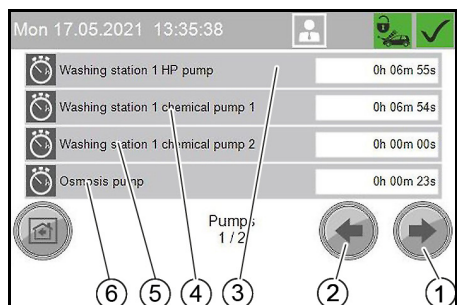 Mon 17.05.2021 13:35:38
Washing station 1 HP pump 0h 06m 55s
Washing station 1 chemical pump 1 0h 06m 54s
Washing station 1 chemical pump 2 0h 00m 00s
Osmosis pump 0h 00m 23s
Pumps
1 / 2
6 5 4 3 2 1